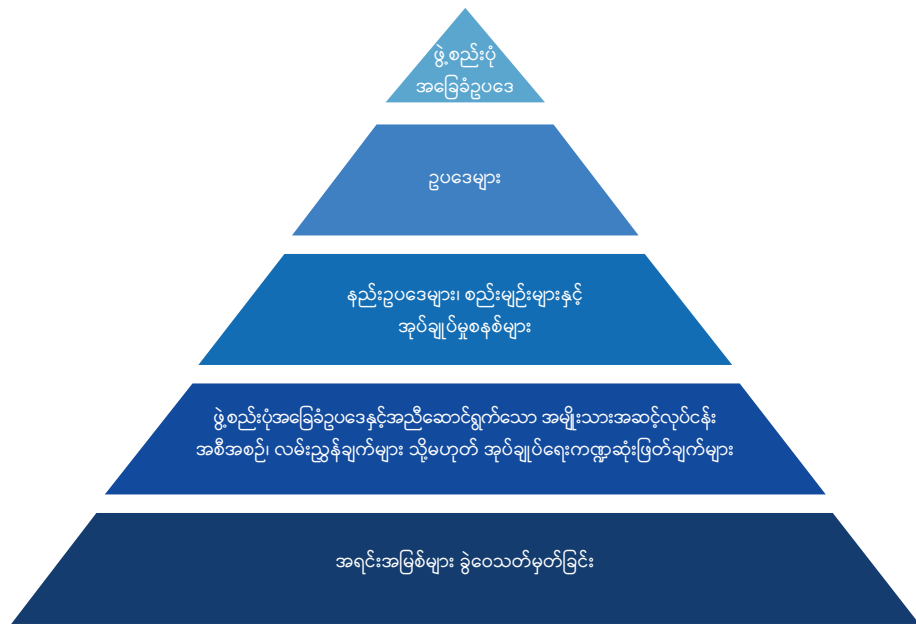 ဖွဲ့စည်းပုံ
အခြေခံဥပဒေ
ဥပဒေများ
နည်းဥပဒေများ၊ စည်းမျဉ်းများနှင့်
အုပ်ချုပ်မှုစနစ်များ
ဖွဲ့စည်းပုံအခြေခံဥပဒေနှင့်အညီဆောင်ရွက်သော အမျိုးသားအဆင့်လုပ်ငန်း
အစီအစဉ်၊ လမ်းညွှန်ချက်များ သို့မဟုတ် အုပ်ချုပ်ရေးကဏ္ဍဆုံးဖြတ်ချက်များ
အရင်းအမြစ်များ ခွဲဝေသတ်မှတ်ခြင်း